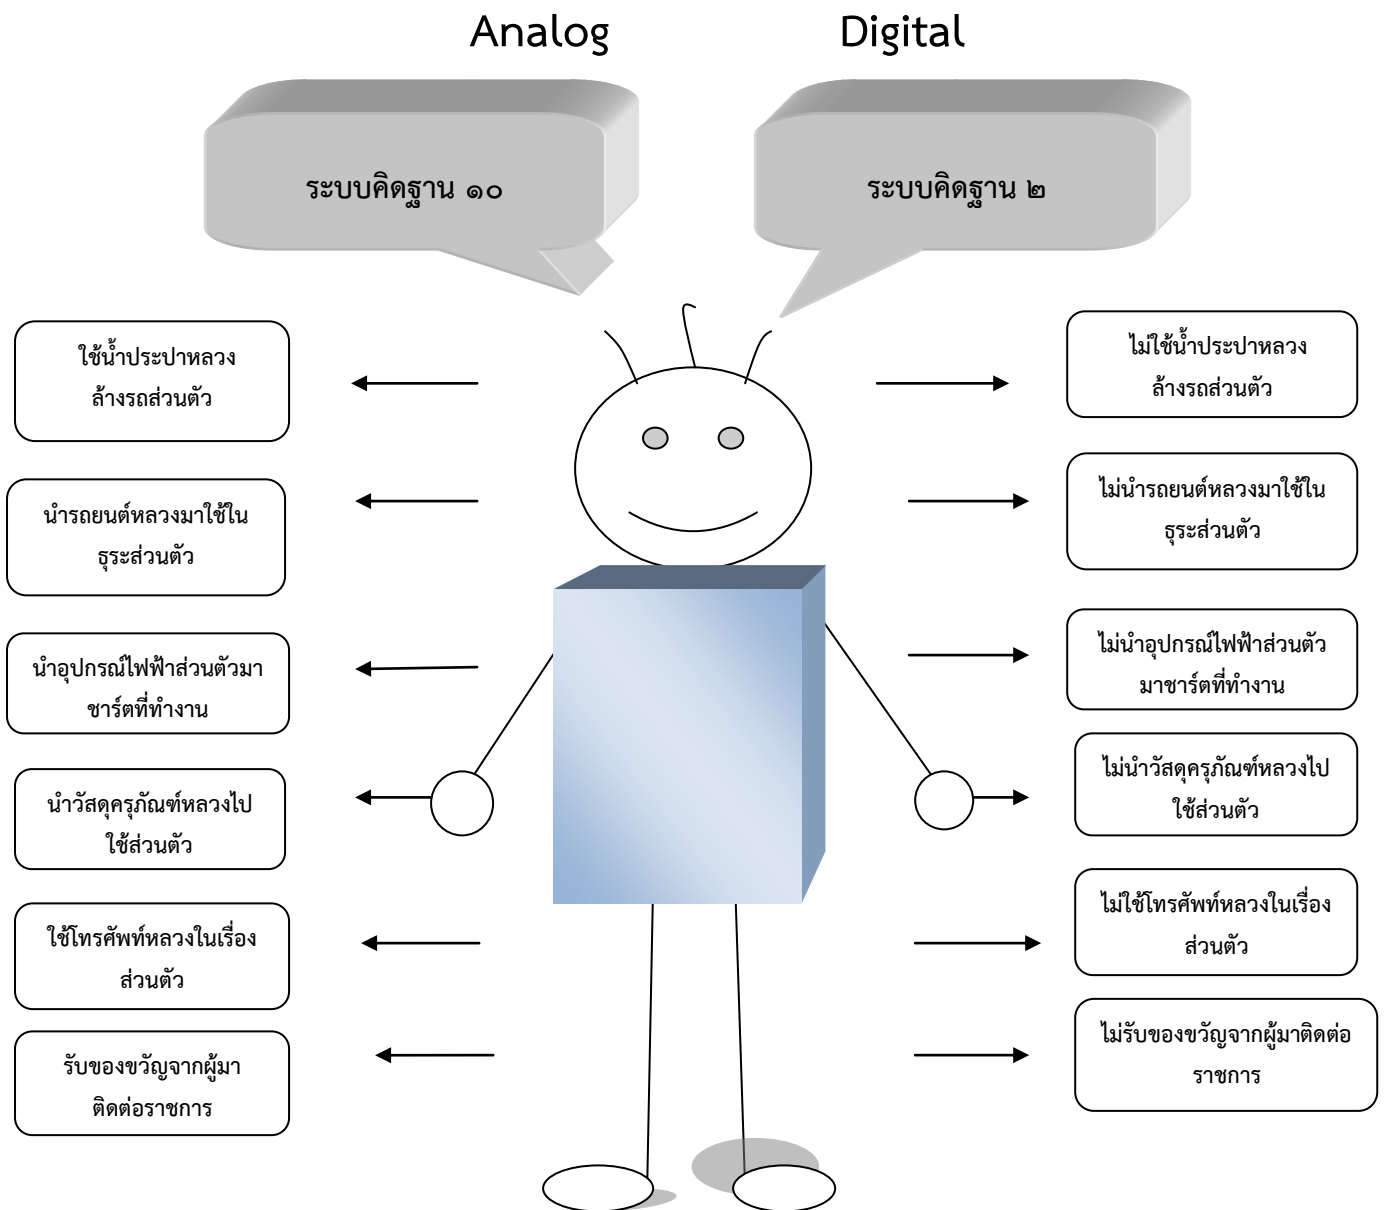 Analog
Digital
ระบบคิดฐาน ๑๐
ระบบคิดฐาน ๒
ใช้น้ำประปาหลวง
ล้างรถส่วนตัว
นำรถยนต์หลวงมาใช้ใน
ธุระส่วนตัว
นำอุปกรณ์ไฟฟ้าส่วนตัวมา
ชาร์ตที่ทำงาน
นำวัสดุครุภัณฑ์หลวงไป
ใช้ส่วนตัว
ใช้โทรศัพท์หลวงในเรื่อง
ส่วนตัว
รับของขวัญจากผู้มา
ติดต่อราชการ
ไม่ใช้น้ำประปาหลวง
ล้างรถส่วนตัว
ไม่นำรถยนต์หลวงมาใช้ใน
ธุระส่วนตัว
ไม่นำอุปกรณ์ไฟฟ้าส่วนตัว
มาชาร์ตที่ทำงาน
ไม่นำวัสดุครุภัณฑ์หลวงไป
ใช้ส่วนตัว
ไม่ใช้โทรศัพท์หลวงในเรื่อง
ส่วนตัว
ไม่รับของขวัญจากผู้มาติดต่อ
ราชการ